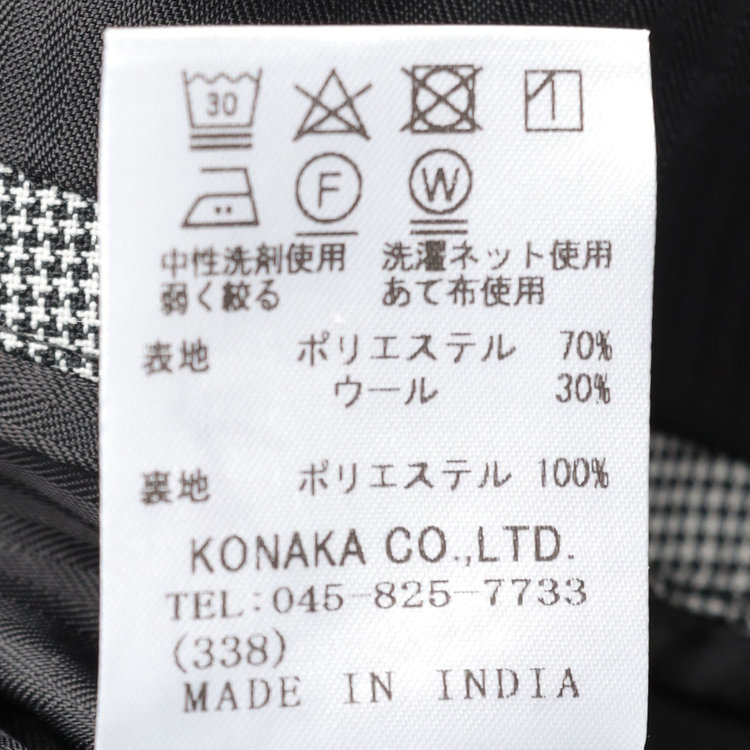 30
F W
中性洗剤使用 洗濯ネット使用
弱く絞る あて布使用
表地 ポリエステル 70%
ウール 30%
裏地 ポリエステル 100%
KONAKA CO.,LTD.
TEL:045-825-7733
(338)
MADE IN INDIA